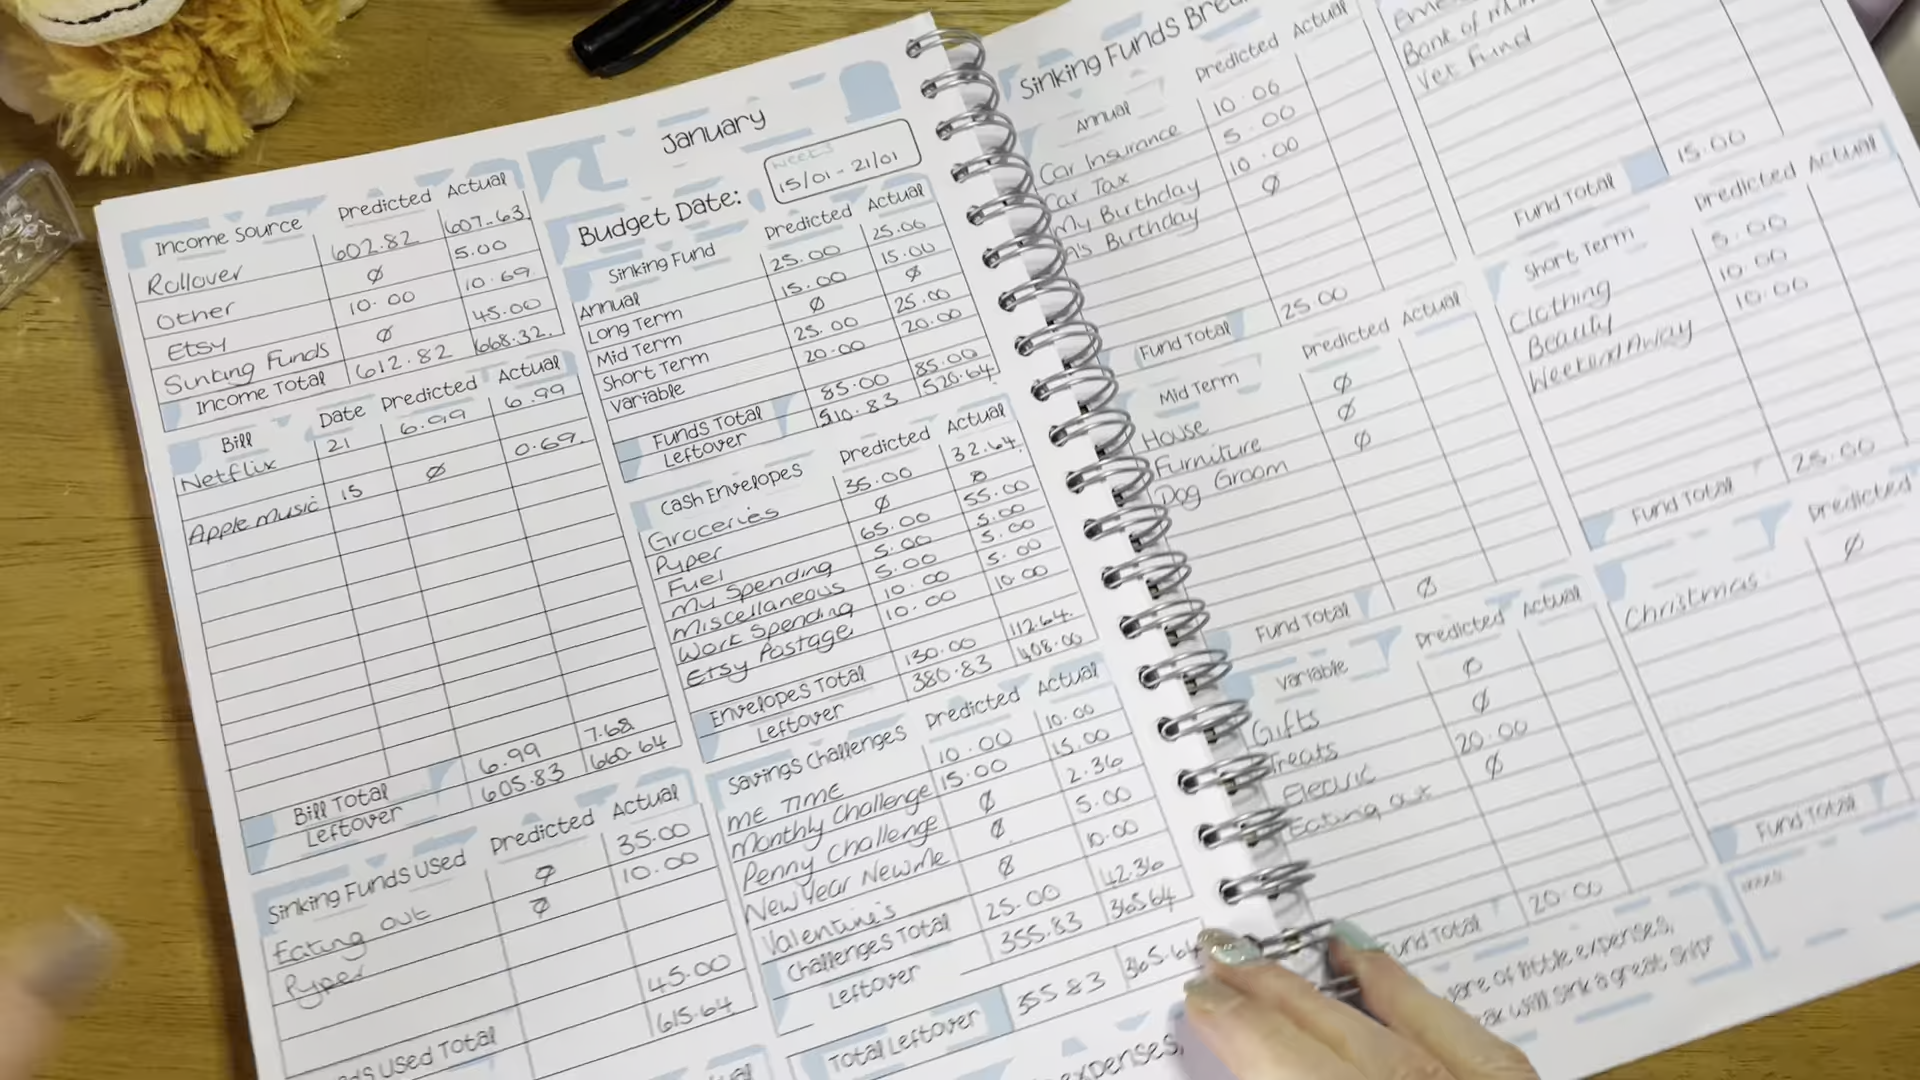 January
Budget Date:
Week 3
15/01 - 21/01
Income Source Predicted Actual
Rollover 602.82 607.63
Other ∅ 5.00
Etsy 10.00 10.69
Sinking Funds ∅ 45.00
Income Total 612.82 668.32
Bill Date Predicted Actual
Netflix 21 6.99 6.99
Apple Music 15 ∅ 0.69
Bill Total 6.99 7.68
Leftover 605.83 660.64
Sinking Funds Used Predicted Actual
Eating out ∅ 35.00
Pyper ∅ 10.00
Used Total 45.00
615.64
Sinking Fund Predicted Actual
Annual 25.00 25.00
Long Term 15.00 15.00
Mid Term ∅ ∅
Short Term 25.00 25.00
Variable 20.00 20.00
Funds Total 85.00 85.00
Leftover 510.83 520.64
Cash Envelopes Predicted Actual
Groceries 35.00 32.64
Pyper ∅ ∅
Fuel 65.00 55.00
My Spending 5.00 5.00
Miscellaneous 5.00 5.00
Work Spending 10.00 5.00
Etsy Postage 10.00 10.00
Envelopes Total 130.00 112.64
Leftover 380.83 408.00
Savings Challenges Predicted Actual
ME TIME 10.00 10.00
Monthly Challenge 15.00 15.00
Penny Challenge ∅ 2.36
New Year New Me ∅ 5.00
Valentine's ∅ 10.00
Challenges Total 25.00 42.36
Leftover 355.83 365.64
Total Leftover 355.83 365.64
expenses,
Sinking Funds
Annual Predicted Actual
Car Insurance 10.00
Car Tax 5.00
My Birthday 10.00
Birthday ∅
Fund Total 25.00
Mid Term Predicted Actual
House ∅
Furniture ∅
Dog Groom ∅
Fund Total ∅
Variable Predicted Actual
Gifts ∅
Treats ∅
Electric 20.00
Eating out ∅
Fund Total 20.00
Bank of
Vet Fund
Fund Total 15.00
Short Term Predicted Actual
Clothing 5.00
Beauty 10.00
Weekend Away 10.00
Fund Total 25.00
Predicted
Christmas ∅
Fund Total
of little expenses,
will sink a great ship"